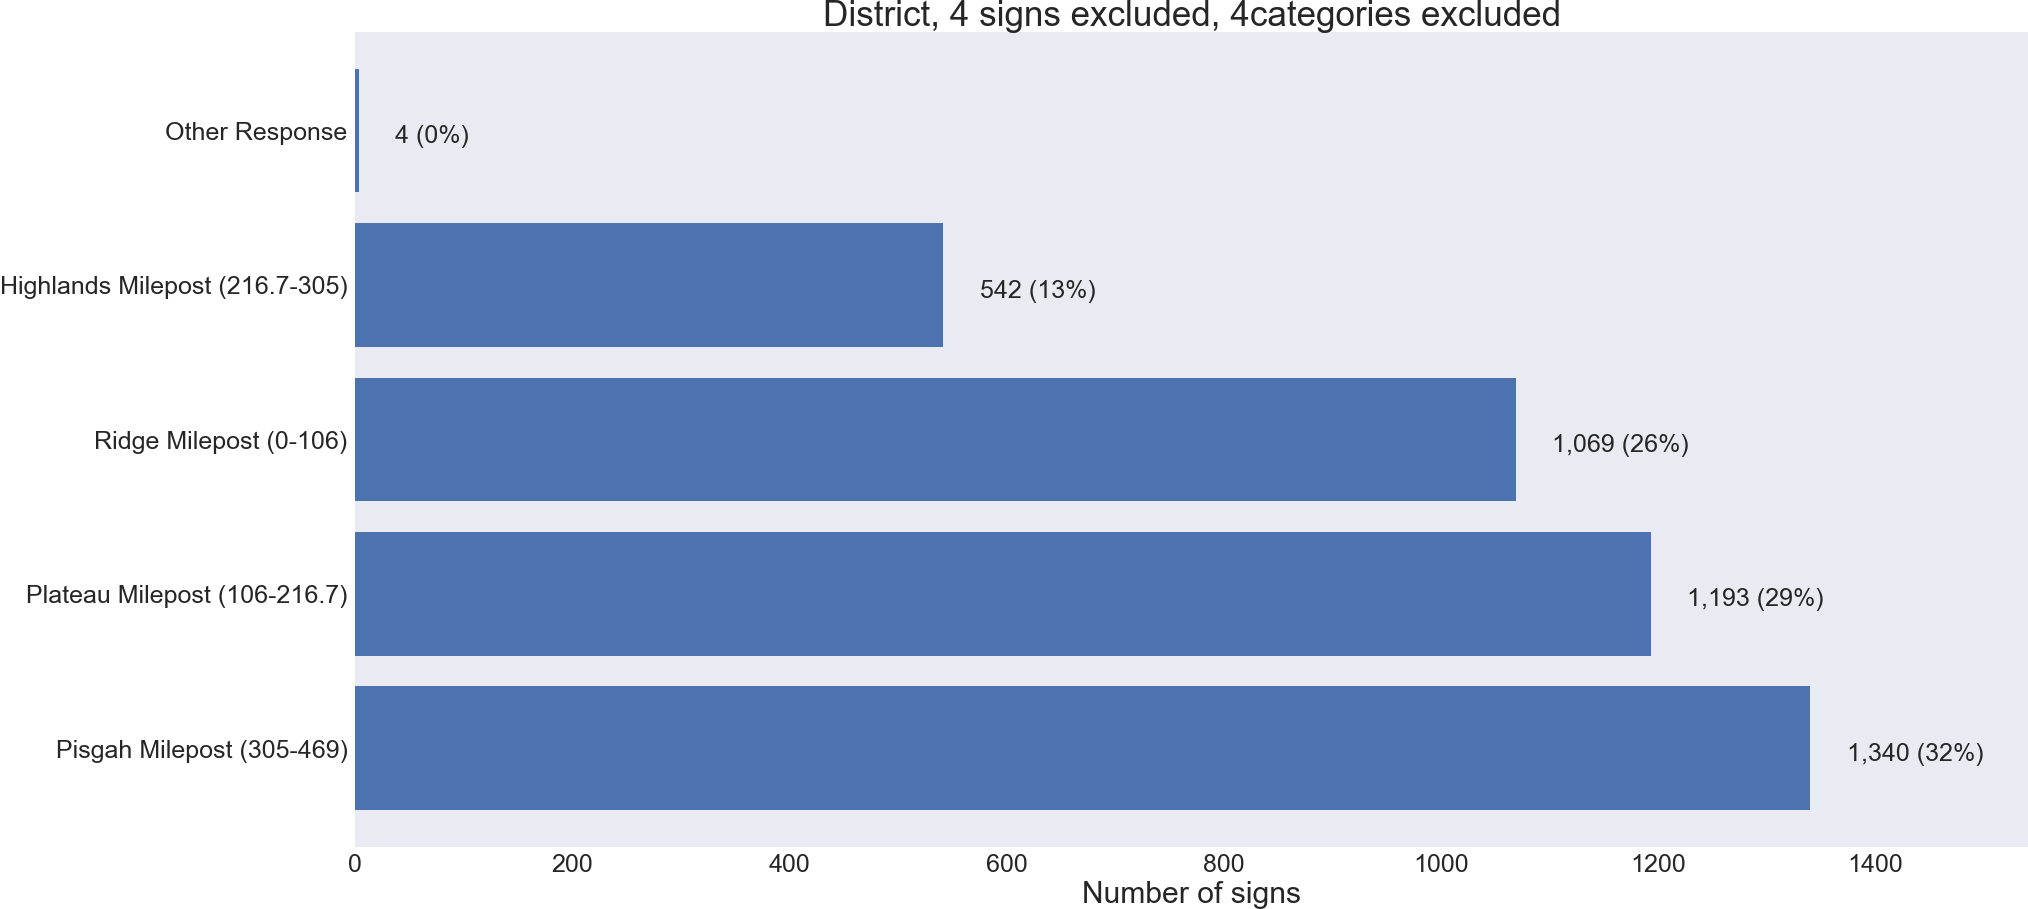 District, 4 signs excluded, 4categories excluded
Other Response
4 (0%)
Highlands Milepost (216.7-305)
542 (13%)
Ridge Milepost (0-106)
1,069 (26%)
Plateau Milepost (106-216.7)
1,193 (29%)
Pisgah Milepost (305-469)
1,340 (32%)
0 200 400 600 800 1000 1200 1400
Number of signs